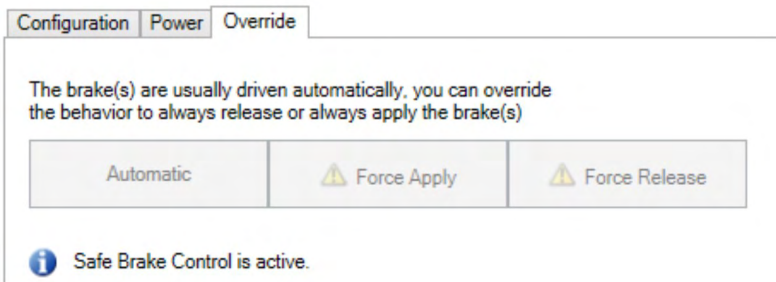 Configuration Power Override
The brake(s) are usually driven automatically, you can override
the behavior to always release or always apply the brake(s)
Automatic Force Apply Force Release
Safe Brake Control is active.